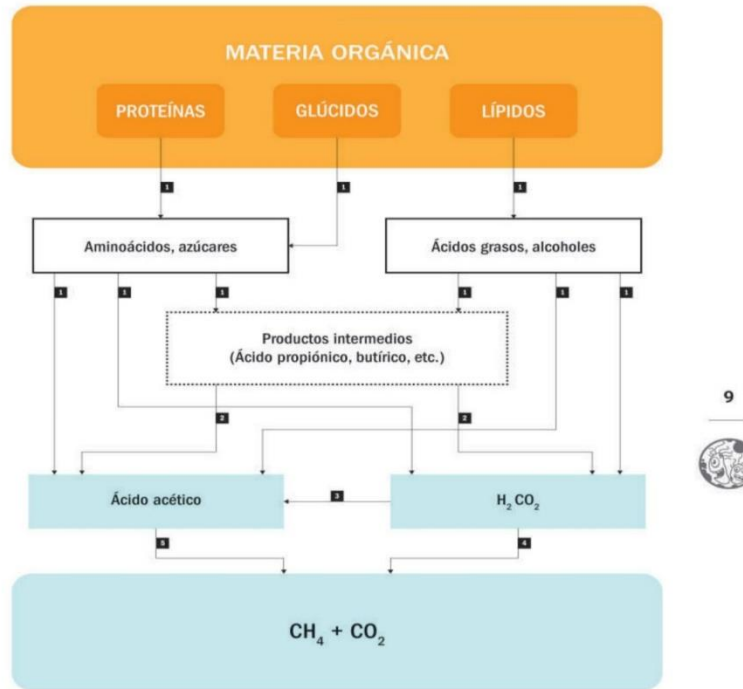 MATERIA ORGÁNICA
PROTEÍNAS
GLÚCIDOS
LÍPIDOS
1
1
1
Aminoácidos, azúcares
Ácidos grasos, alcoholes
1
1
1
1
1
1
Productos intermedios
(Ácido propiónico, butírico, etc.)
2
2
9
Ácido acético
3
H₂ CO₂
5
4
CH₄ + CO₂